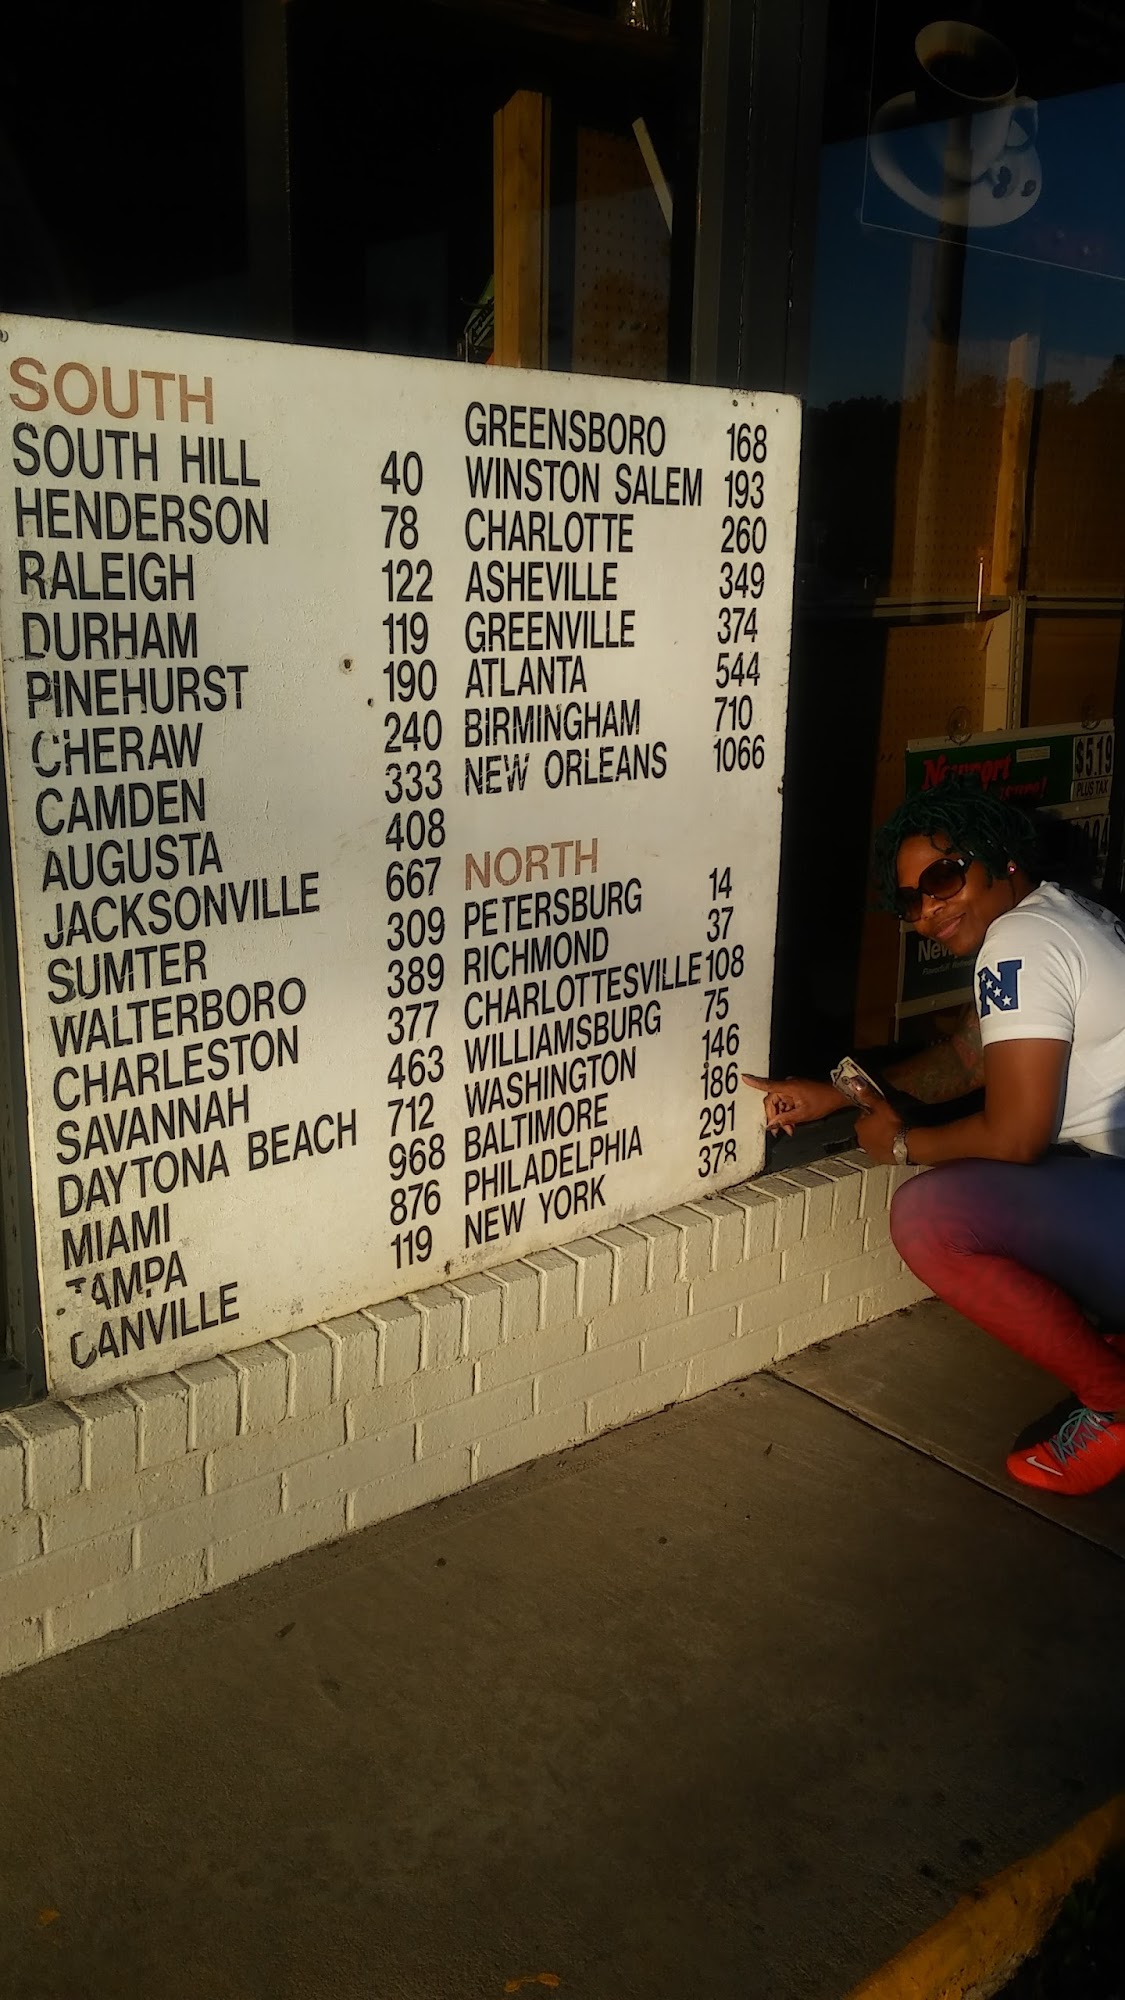 SOUTH
SOUTH HILL 40
HENDERSON 78
RALEIGH 122
DURHAM 119
PINEHURST 190
CHERAW 240
CAMDEN 333
AUGUSTA 408
JACKSONVILLE 667
SUMTER 309
WALTERBORO 389
CHARLESTON 377
SAVANNAH 463
DAYTONA BEACH 712
MIAMI 968
TAMPA 876
DANVILLE 119
GREENSBORO 168
WINSTON SALEM 193
CHARLOTTE 260
ASHEVILLE 349
GREENVILLE 374
ATLANTA 544
BIRMINGHAM 710
NEW ORLEANS 1066
NORTH
PETERSBURG 14
RICHMOND 37
CHARLOTTESVILLE 108
WILLIAMSBURG 75
WASHINGTON 146
BALTIMORE 186
PHILADELPHIA 291
NEW YORK 378
Newport
$5.19
PLUS TAX
N